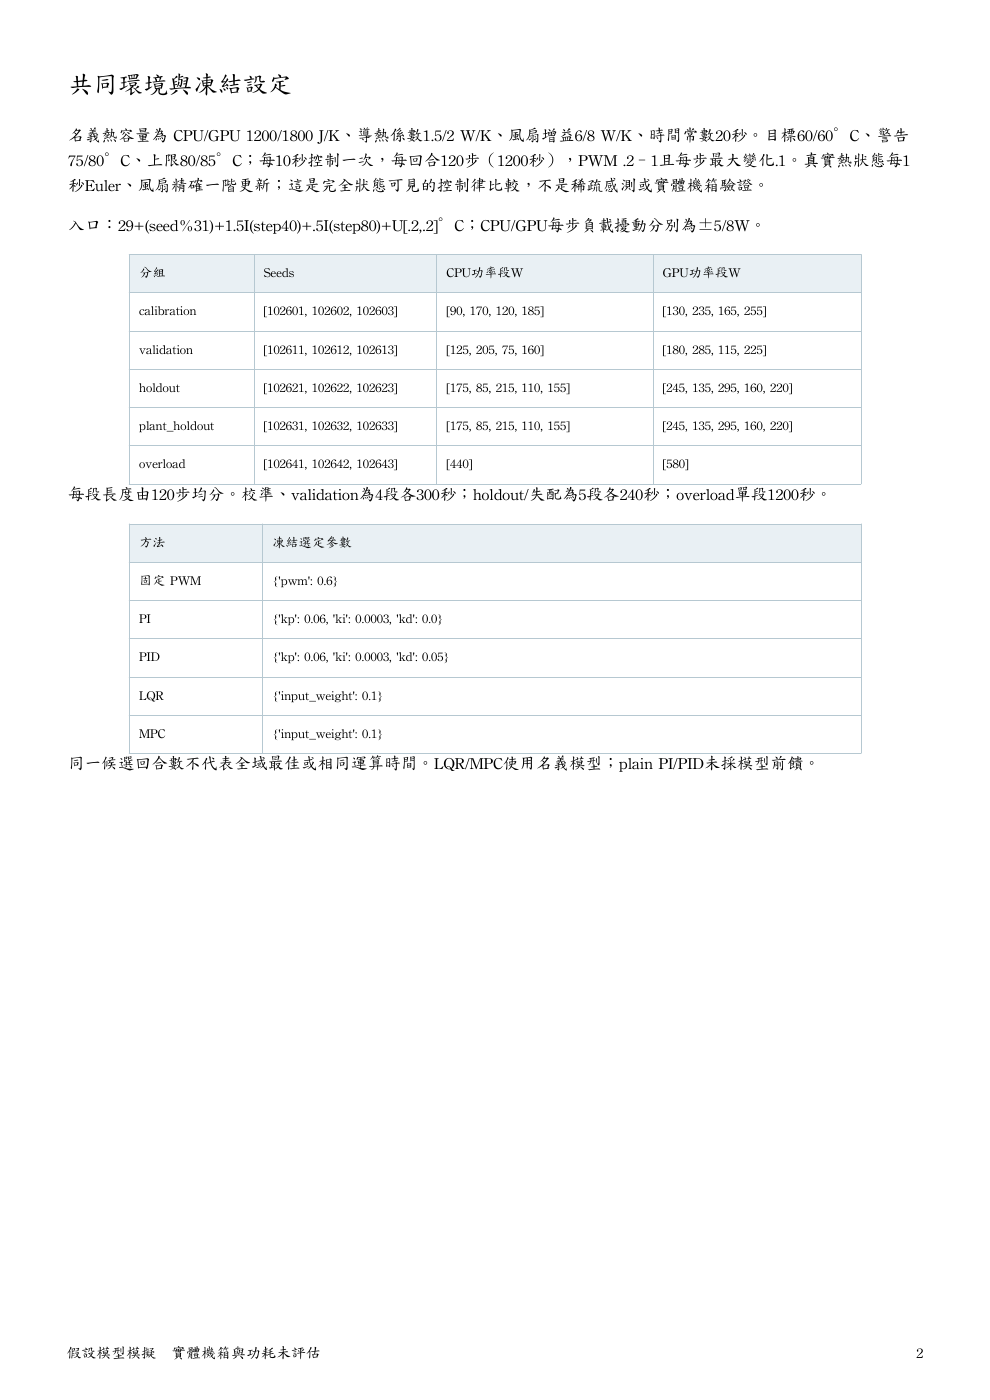 共同環境與凍結設定
名義熱容量為 CPU/GPU 1200/1800 J/K、導熱係數1.5/2 W/K、風扇增益6/8 W/K、時間常數20秒。目標60/60°C、警告
75/80°C、上限80/85°C；每10秒控制一次，每回合120步（1200秒），PWM .2–1且每步最大變化.1。真實熱狀態每1
秒Euler、風扇精確一階更新；這是完全狀態可見的控制律比較，不是稀疏感測或實體機箱驗證。
入口：29+(seed%31)+1.5I(step40)+.5I(step80)+U[.2,.2]°C；CPU/GPU每步負載擾動分別為±5/8W。
分組 Seeds CPU功率段W GPU功率段W
calibration [102601, 102602, 102603] [90, 170, 120, 185] [130, 235, 165, 255]
validation [102611, 102612, 102613] [125, 205, 75, 160] [180, 285, 115, 225]
holdout [102621, 102622, 102623] [175, 85, 215, 110, 155] [245, 135, 295, 160, 220]
plant_holdout [102631, 102632, 102633] [175, 85, 215, 110, 155] [245, 135, 295, 160, 220]
overload [102641, 102642, 102643] [440] [580]
每段長度由120步均分。校準、validation為4段各300秒；holdout/失配為5段各240秒；overload單段1200秒。
方法 凍結選定參數
固定 PWM {'pwm': 0.6}
PI {'kp': 0.06, 'ki': 0.0003, 'kd': 0.0}
PID {'kp': 0.06, 'ki': 0.0003, 'kd': 0.05}
LQR {'input_weight': 0.1}
MPC {'input_weight': 0.1}
同一候選回合數不代表全域最佳或相同運算時間。LQR/MPC使用名義模型；plain PI/PID未採模型前饋。
假設模型模擬　實體機箱與功耗未評估 2